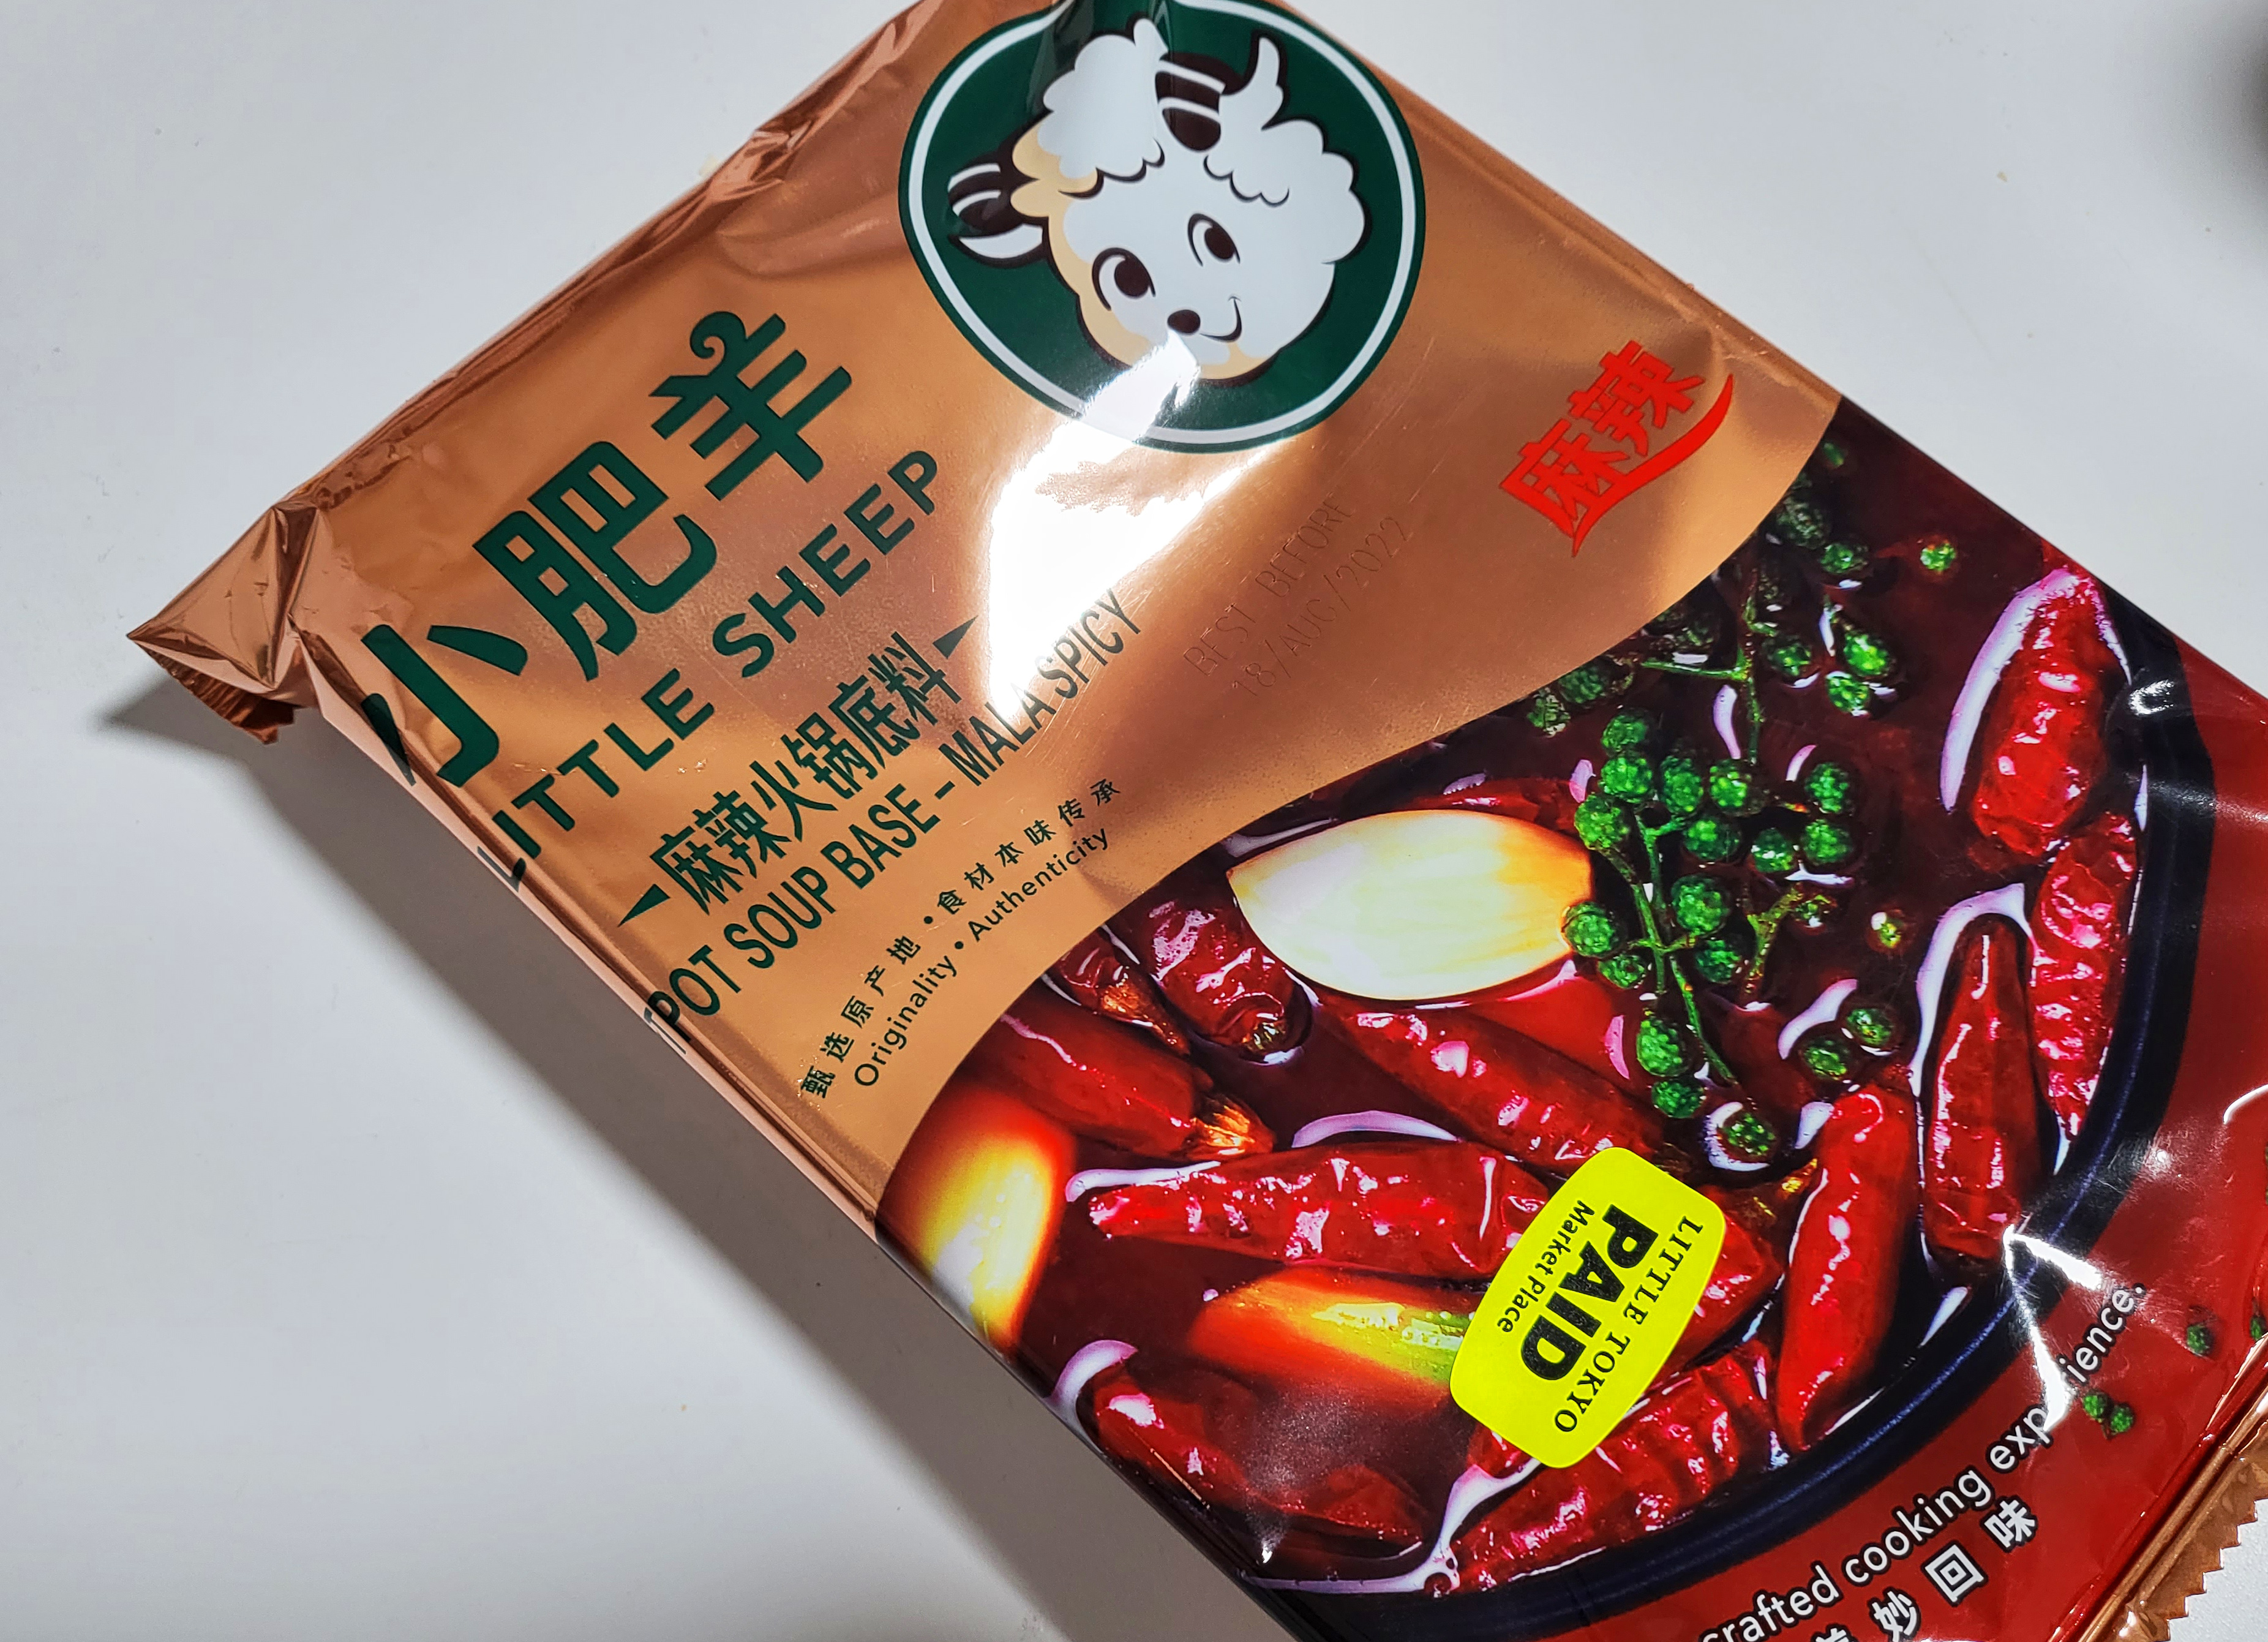 小肥羊
LITTLE SHEEP
麻辣火锅底料
POT SOUP BASE - MALA SPICY
甄选原产地 • 食材本味传承
Originality • Authenticity
麻辣
BEST BEFORE
18/AUG/2022
LITTLE TOKYO
PAID
Market Place
crafted cooking experience.
妙回味